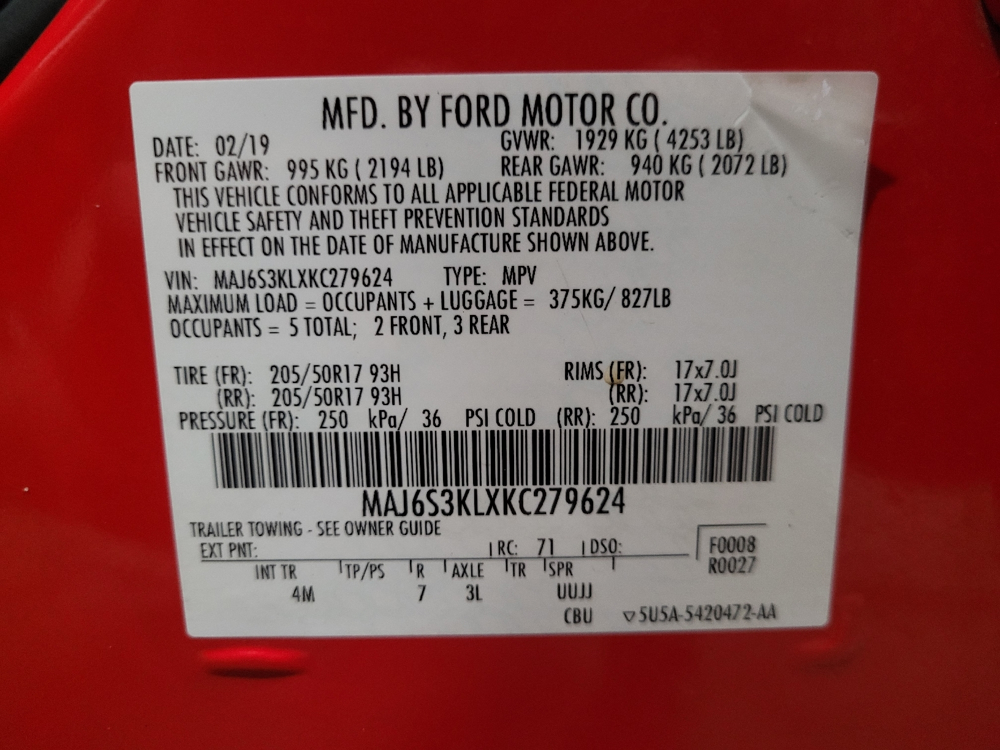 MFD. BY FORD MOTOR CO.
DATE: 02/19 GVWR: 1929 KG ( 4253 LB)
FRONT GAWR: 995 KG ( 2194 LB) REAR GAWR: 940 KG ( 2072 LB)
THIS VEHICLE CONFORMS TO ALL APPLICABLE FEDERAL MOTOR
VEHICLE SAFETY AND THEFT PREVENTION STANDARDS
IN EFFECT ON THE DATE OF MANUFACTURE SHOWN ABOVE.
VIN: MAJ6S3KLXKC279624 TYPE: MPV
MAXIMUM LOAD = OCCUPANTS + LUGGAGE = 375KG/ 827LB
OCCUPANTS = 5 TOTAL; 2 FRONT, 3 REAR
TIRE (FR): 205/50R17 93H RIMS (FR): 17x7.0J
(RR): 205/50R17 93H (RR): 17x7.0J
PRESSURE (FR): 250 kPa/ 36 PSI COLD (RR): 250 kPa/ 36 PSI COLD
MAJ6S3KLXKC279624
TRAILER TOWING - SEE OWNER GUIDE
EXT PNT: RC: 71 DSO: F0008
R0027
INT TR TP/PS R AXLE TR SPR
4M 7 3L UUJJ
CBU ▽5U5A-5420472-AA